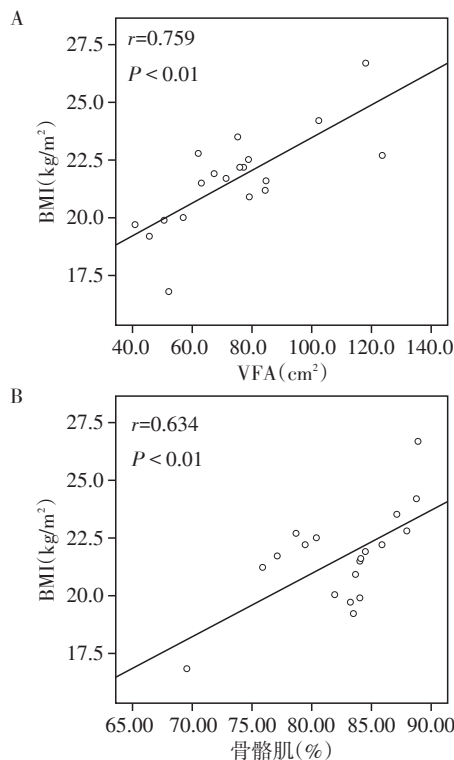 A
r=0.759
P<0.01
27.5
25.0
22.5
20.0
17.5
BMI(kg/m²)
40.0 60.0 80.0 100.0 120.0 140.0
VFA(cm²)
B
r=0.634
P<0.01
27.5
25.0
22.5
20.0
17.5
BMI(kg/m²)
65.00 70.00 80.00 85.00 90.00
骨骼肌(%)